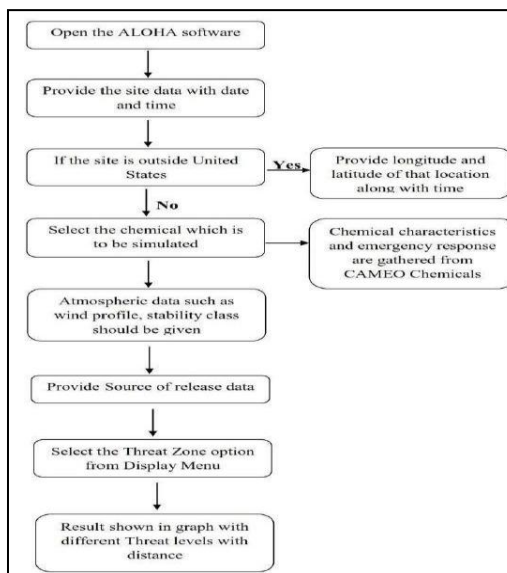 Open the ALOHA software
Provide the site data with date
and time
If the site is outside United
States
Yes
Provide longitude and
latitude of that location
along with time
No
Select the chemical which is
to be simulated
Chemical characteristics
and emergency response
are gathered from
CAMEO Chemicals
Atmospheric data such as
wind profile, stability class
should be given
Provide Source of release data
Select the Threat Zone option
from Display Menu
Result shown in graph with
different Threat levels with
distance